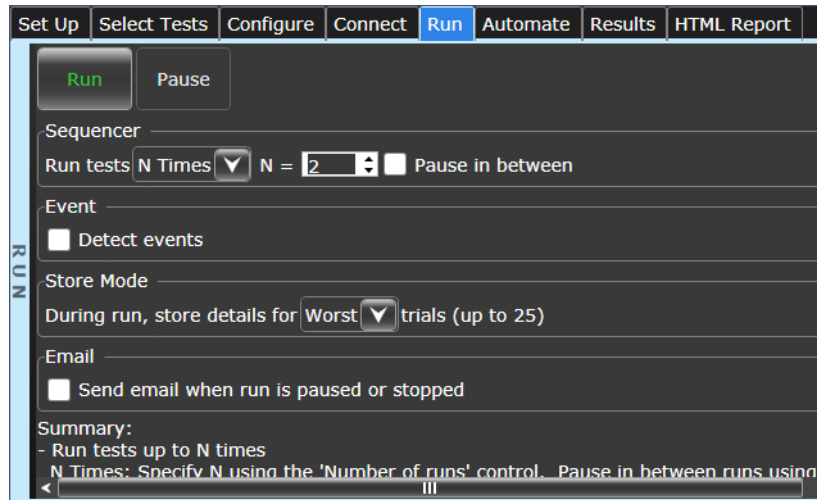 Set Up Select Tests Configure Connect Run Automate Results HTML Report
Run Pause
Sequencer
Run tests N Times N = 2 Pause in between
Event
Detect events
RUN
Store Mode
During run, store details for Worst trials (up to 25)
Email
Send email when run is paused or stopped
Summary:
- Run tests up to N times
N Times: Specify N using the 'Number of runs' control. Pause in between runs using